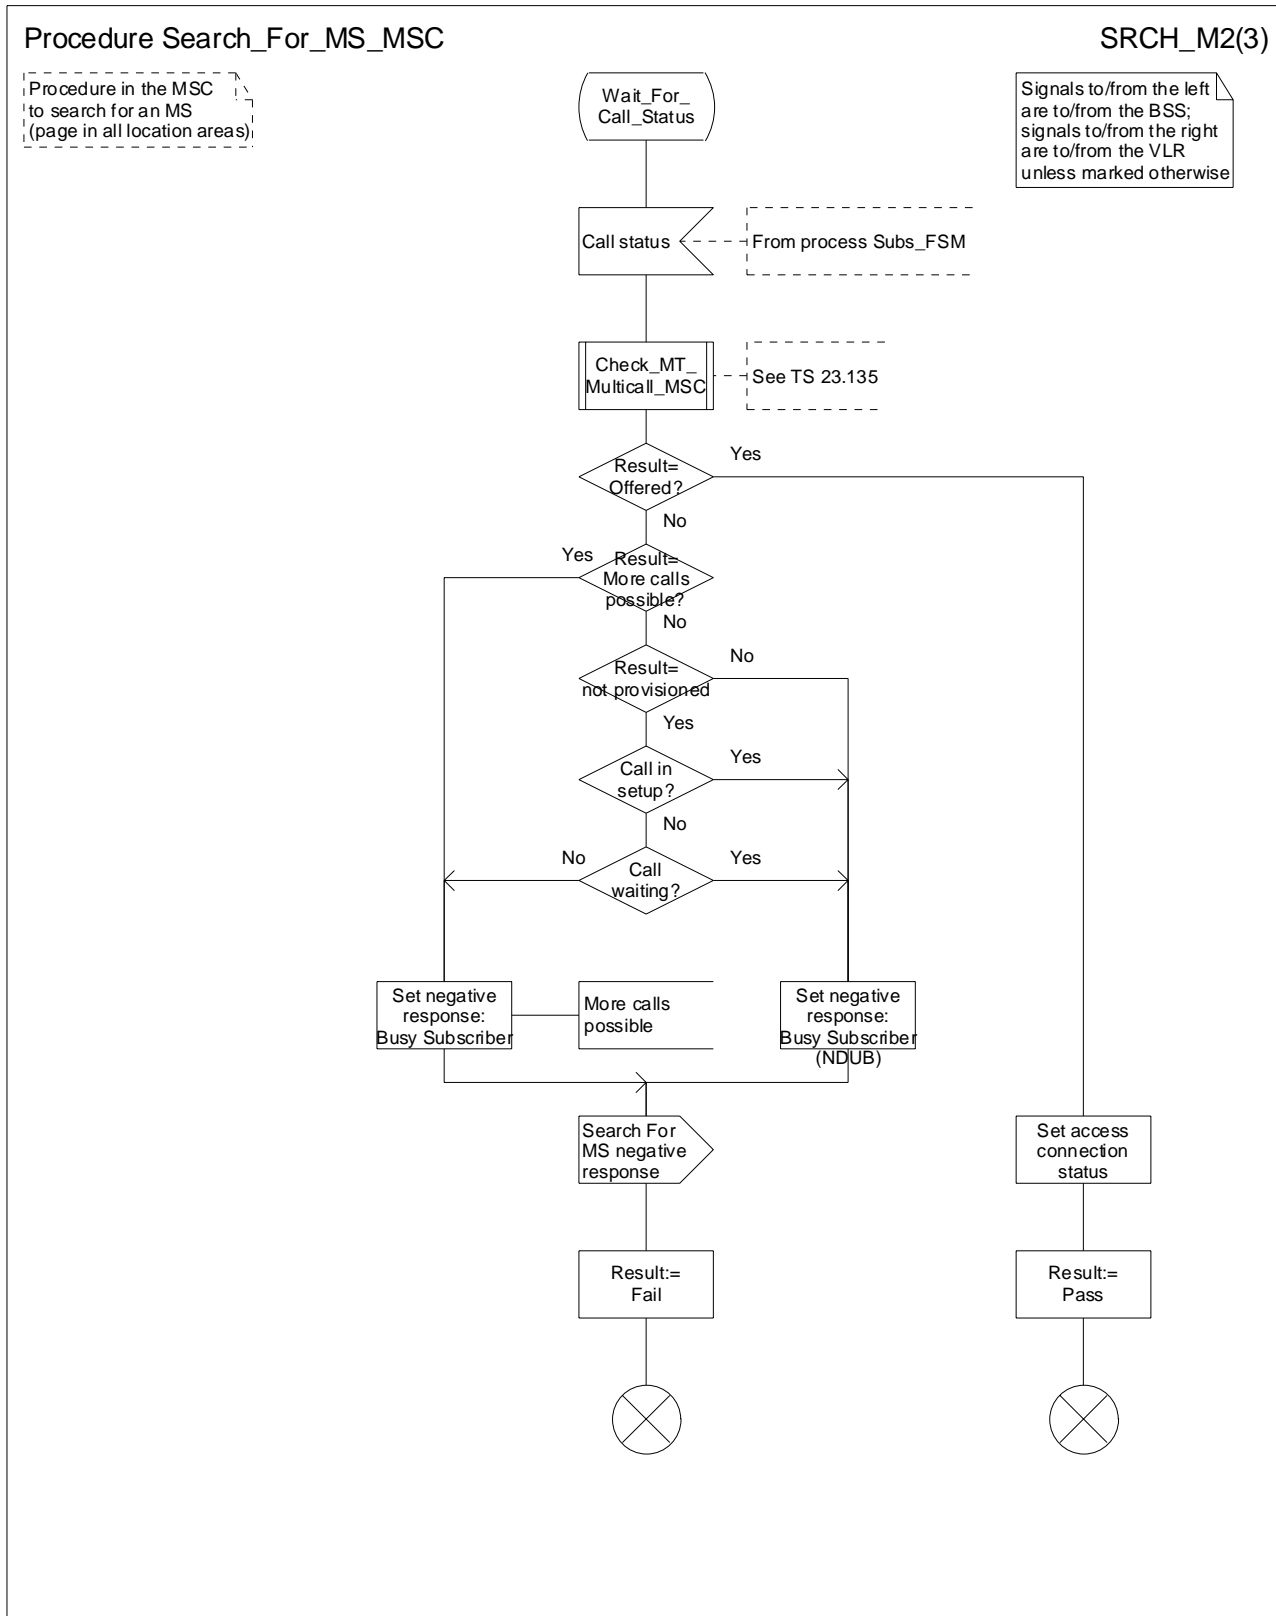 Procedure Search_For_MS_MSC
SRCH_M2(3)
Procedure in the MSC
to search for an MS
(page in all location areas)
Wait_For_
Call_Status
Signals to/from the left
are to/from the BSS;
signals to/from the right
are to/from the VLR
unless marked otherwise
Call status
From process Subs_FSM
Check_MT_
Multicall_MSC
See TS 23.135
Result=
Offered?
Yes
No
Yes
Result=
More calls
possible?
No
Result=
not provisioned
No
Yes
Call in
setup?
Yes
No
No
Call
waiting?
Yes
Set negative
response:
Busy Subscriber
More calls
possible
Set negative
response:
Busy Subscriber
(NDUB)
Search For
MS negative
response
Set access
connection
status
Result:=
Fail
Result:=
Pass